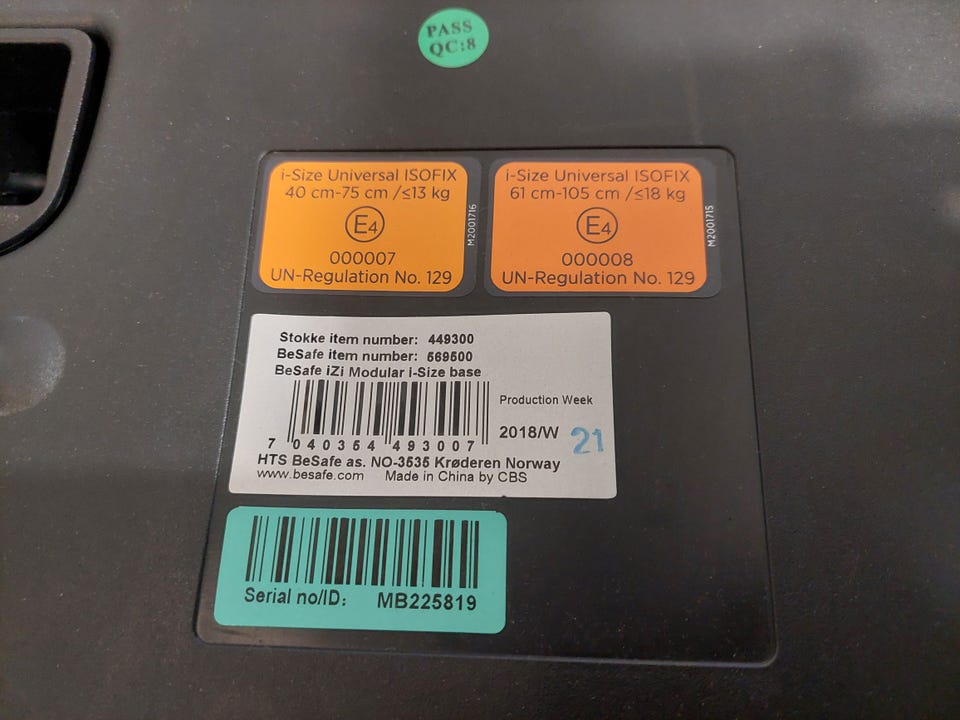 PASS
QC:8
i-Size Universal ISOFIX
40 cm-75 cm /≤13 kg
E4
000007
UN-Regulation No. 129
M2001716
i-Size Universal ISOFIX
61 cm-105 cm /≤18 kg
E4
000008
UN-Regulation No. 129
M2001715
Stokke item number: 449300
BeSafe item number: 569500
BeSafe iZi Modular i-Size base
Production Week
2018/W 21
7 040354 493007
HTS BeSafe as. NO-3535 Krøderen Norway
www.besafe.com Made in China by CBS
Serial no/ID: MB225819